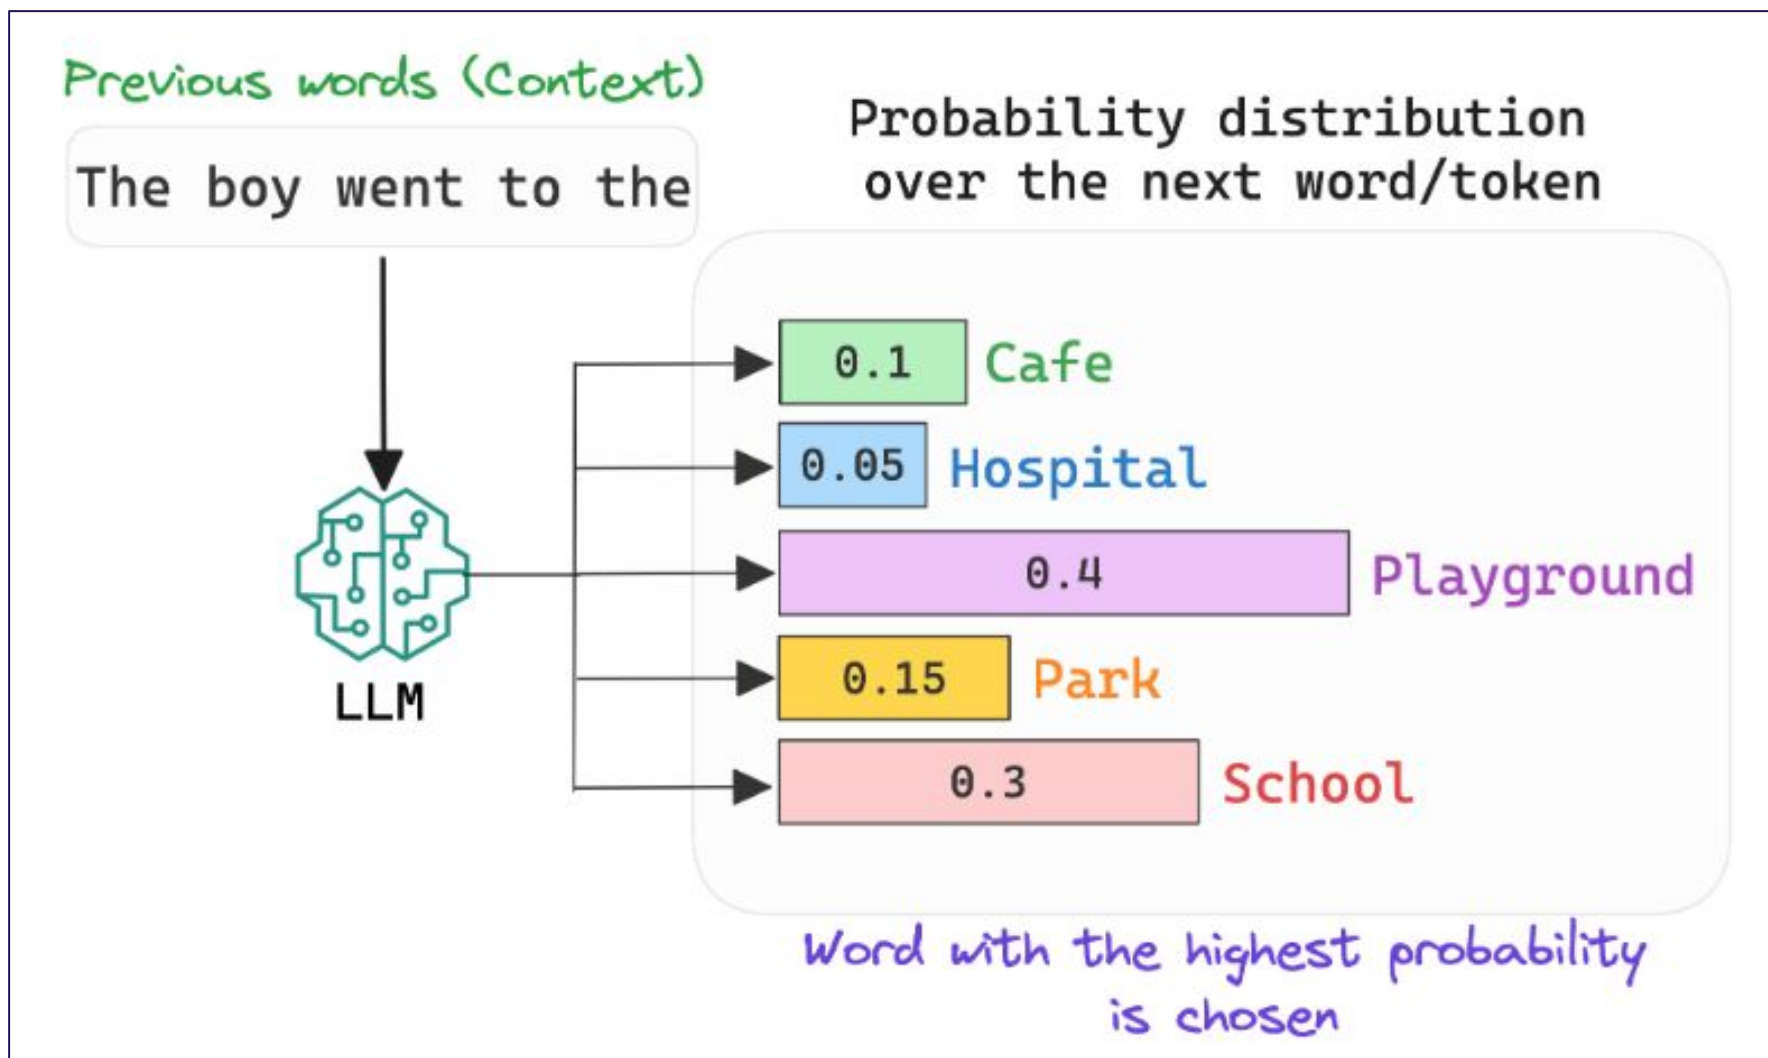 Previous words (Context)
The boy went to the
LLM
Probability distribution
over the next word/token
0.1 Cafe
0.05 Hospital
0.4 Playground
0.15 Park
0.3 School
Word with the highest probability
is chosen